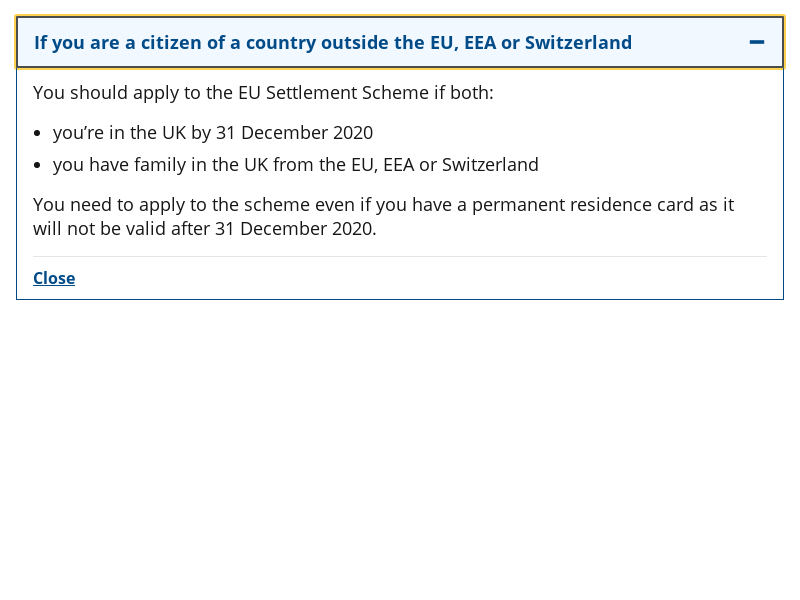 If you are a citizen of a country outside the EU, EEA or Switzerland
You should apply to the EU Settlement Scheme if both:
you’re in the UK by 31 December 2020
you have family in the UK from the EU, EEA or Switzerland
You need to apply to the scheme even if you have a permanent residence card as it
will not be valid after 31 December 2020.
Close